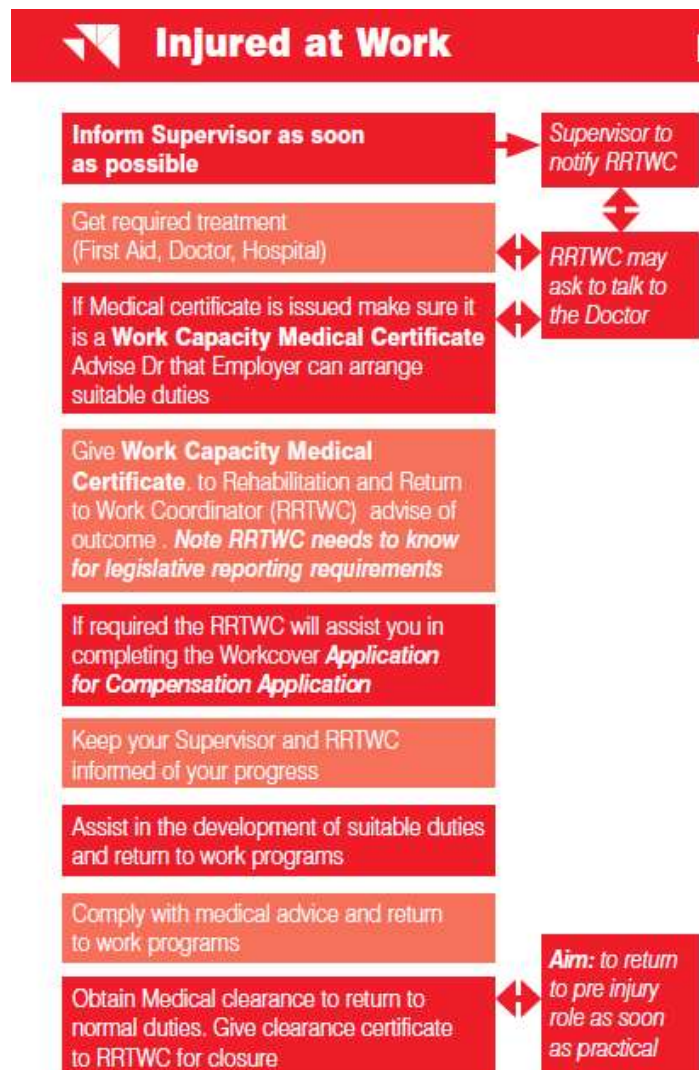 Injured at Work
Inform Supervisor as soon
as possible
Supervisor to
notify RRTWC
Get required treatment
(First Aid, Doctor, Hospital)
RRTWC may
ask to talk to
the Doctor
If Medical certificate is issued make sure it
is a Work Capacity Medical Certificate
Advise Dr that Employer can arrange
suitable duties
Give Work Capacity Medical
Certificate. to Rehabilitation and Return
to Work Coordinator (RRTWC) advise of
outcome . Note RRTWC needs to know
for legislative reporting requirements
If required the RRTWC will assist you in
completing the Workcover Application
for Compensation Application
Keep your Supervisor and RRTWC
informed of your progress
Assist in the development of suitable duties
and return to work programs
Comply with medical advice and return
to work programs
Obtain Medical clearance to return to
normal duties. Give clearance certificate
to RRTWC for closure
Aim: to return
to pre injury
role as soon
as practical